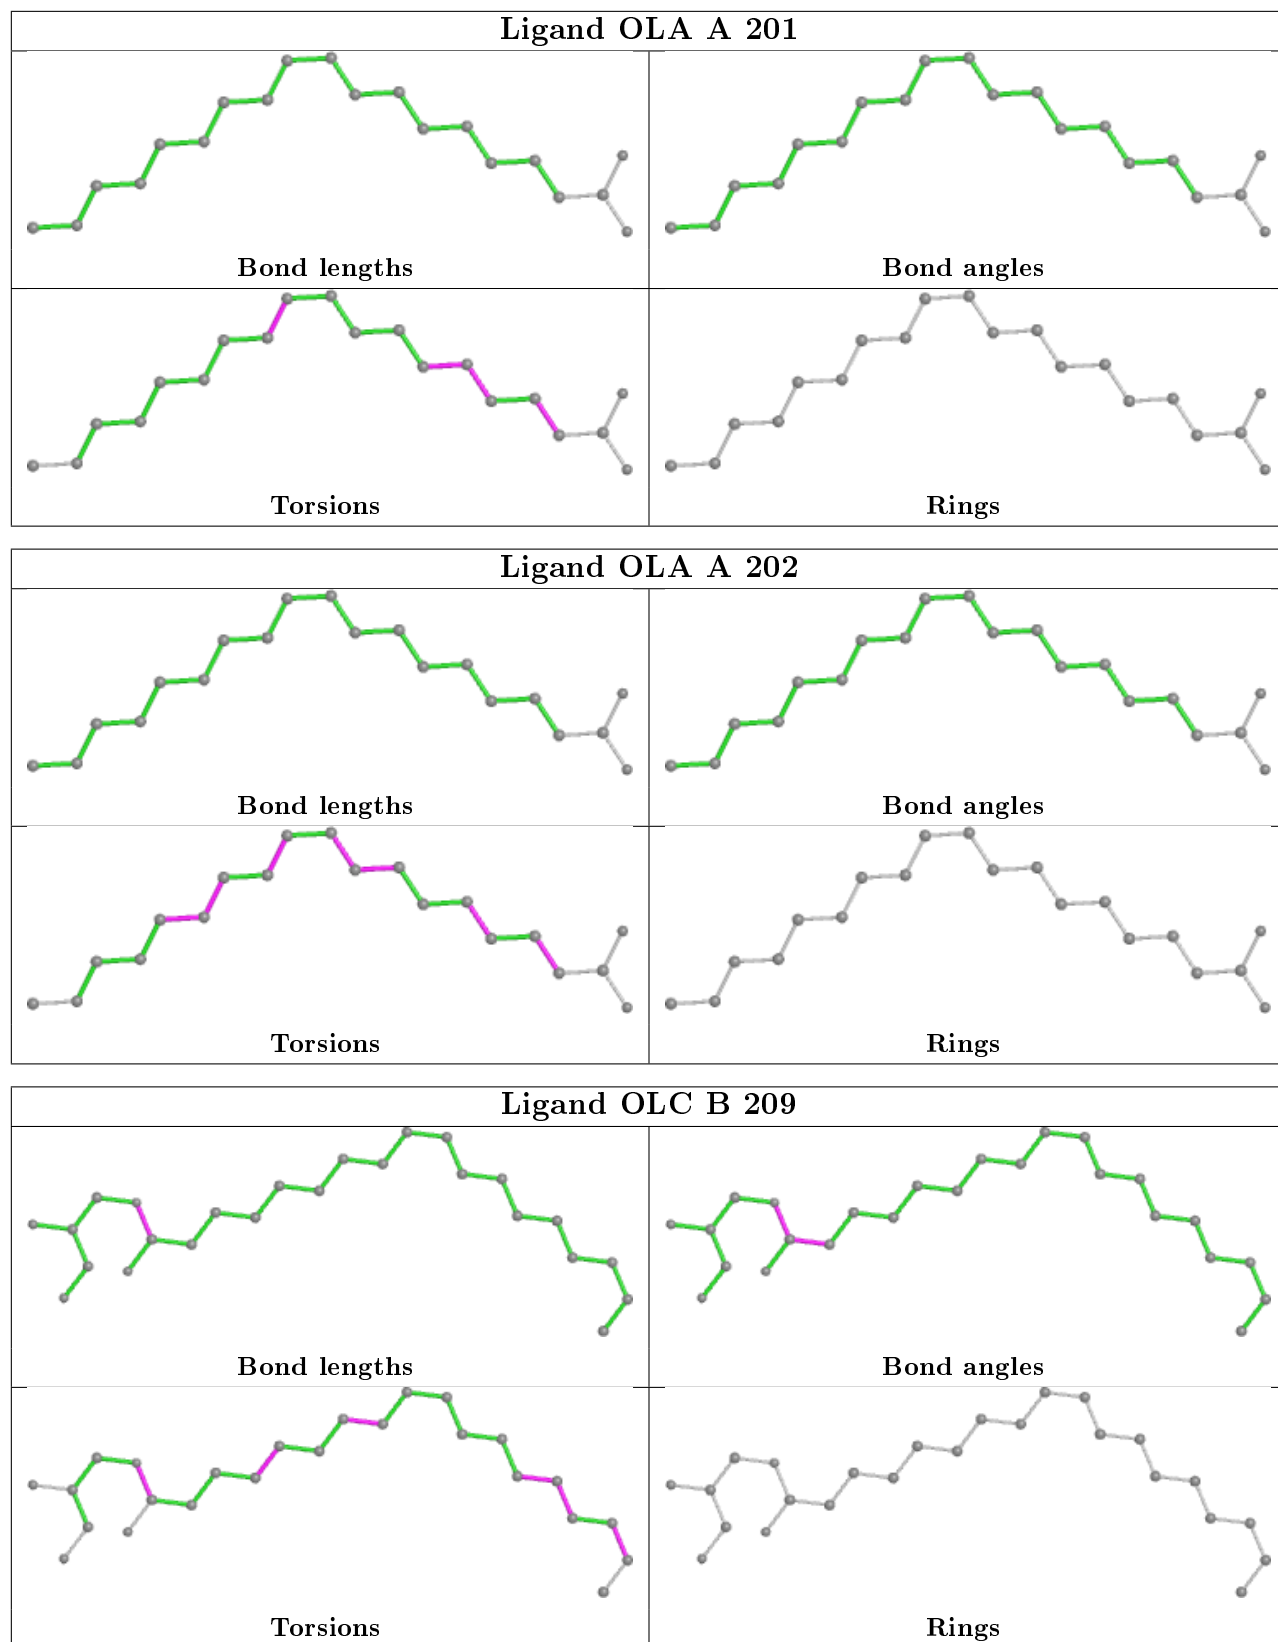 Ligand OLA A 201
Bond lengths
Bond angles
Torsions
Rings
Ligand OLA A 202
Bond lengths
Bond angles
Torsions
Rings
Ligand OLC B 209
Bond lengths
Bond angles
Torsions
Rings